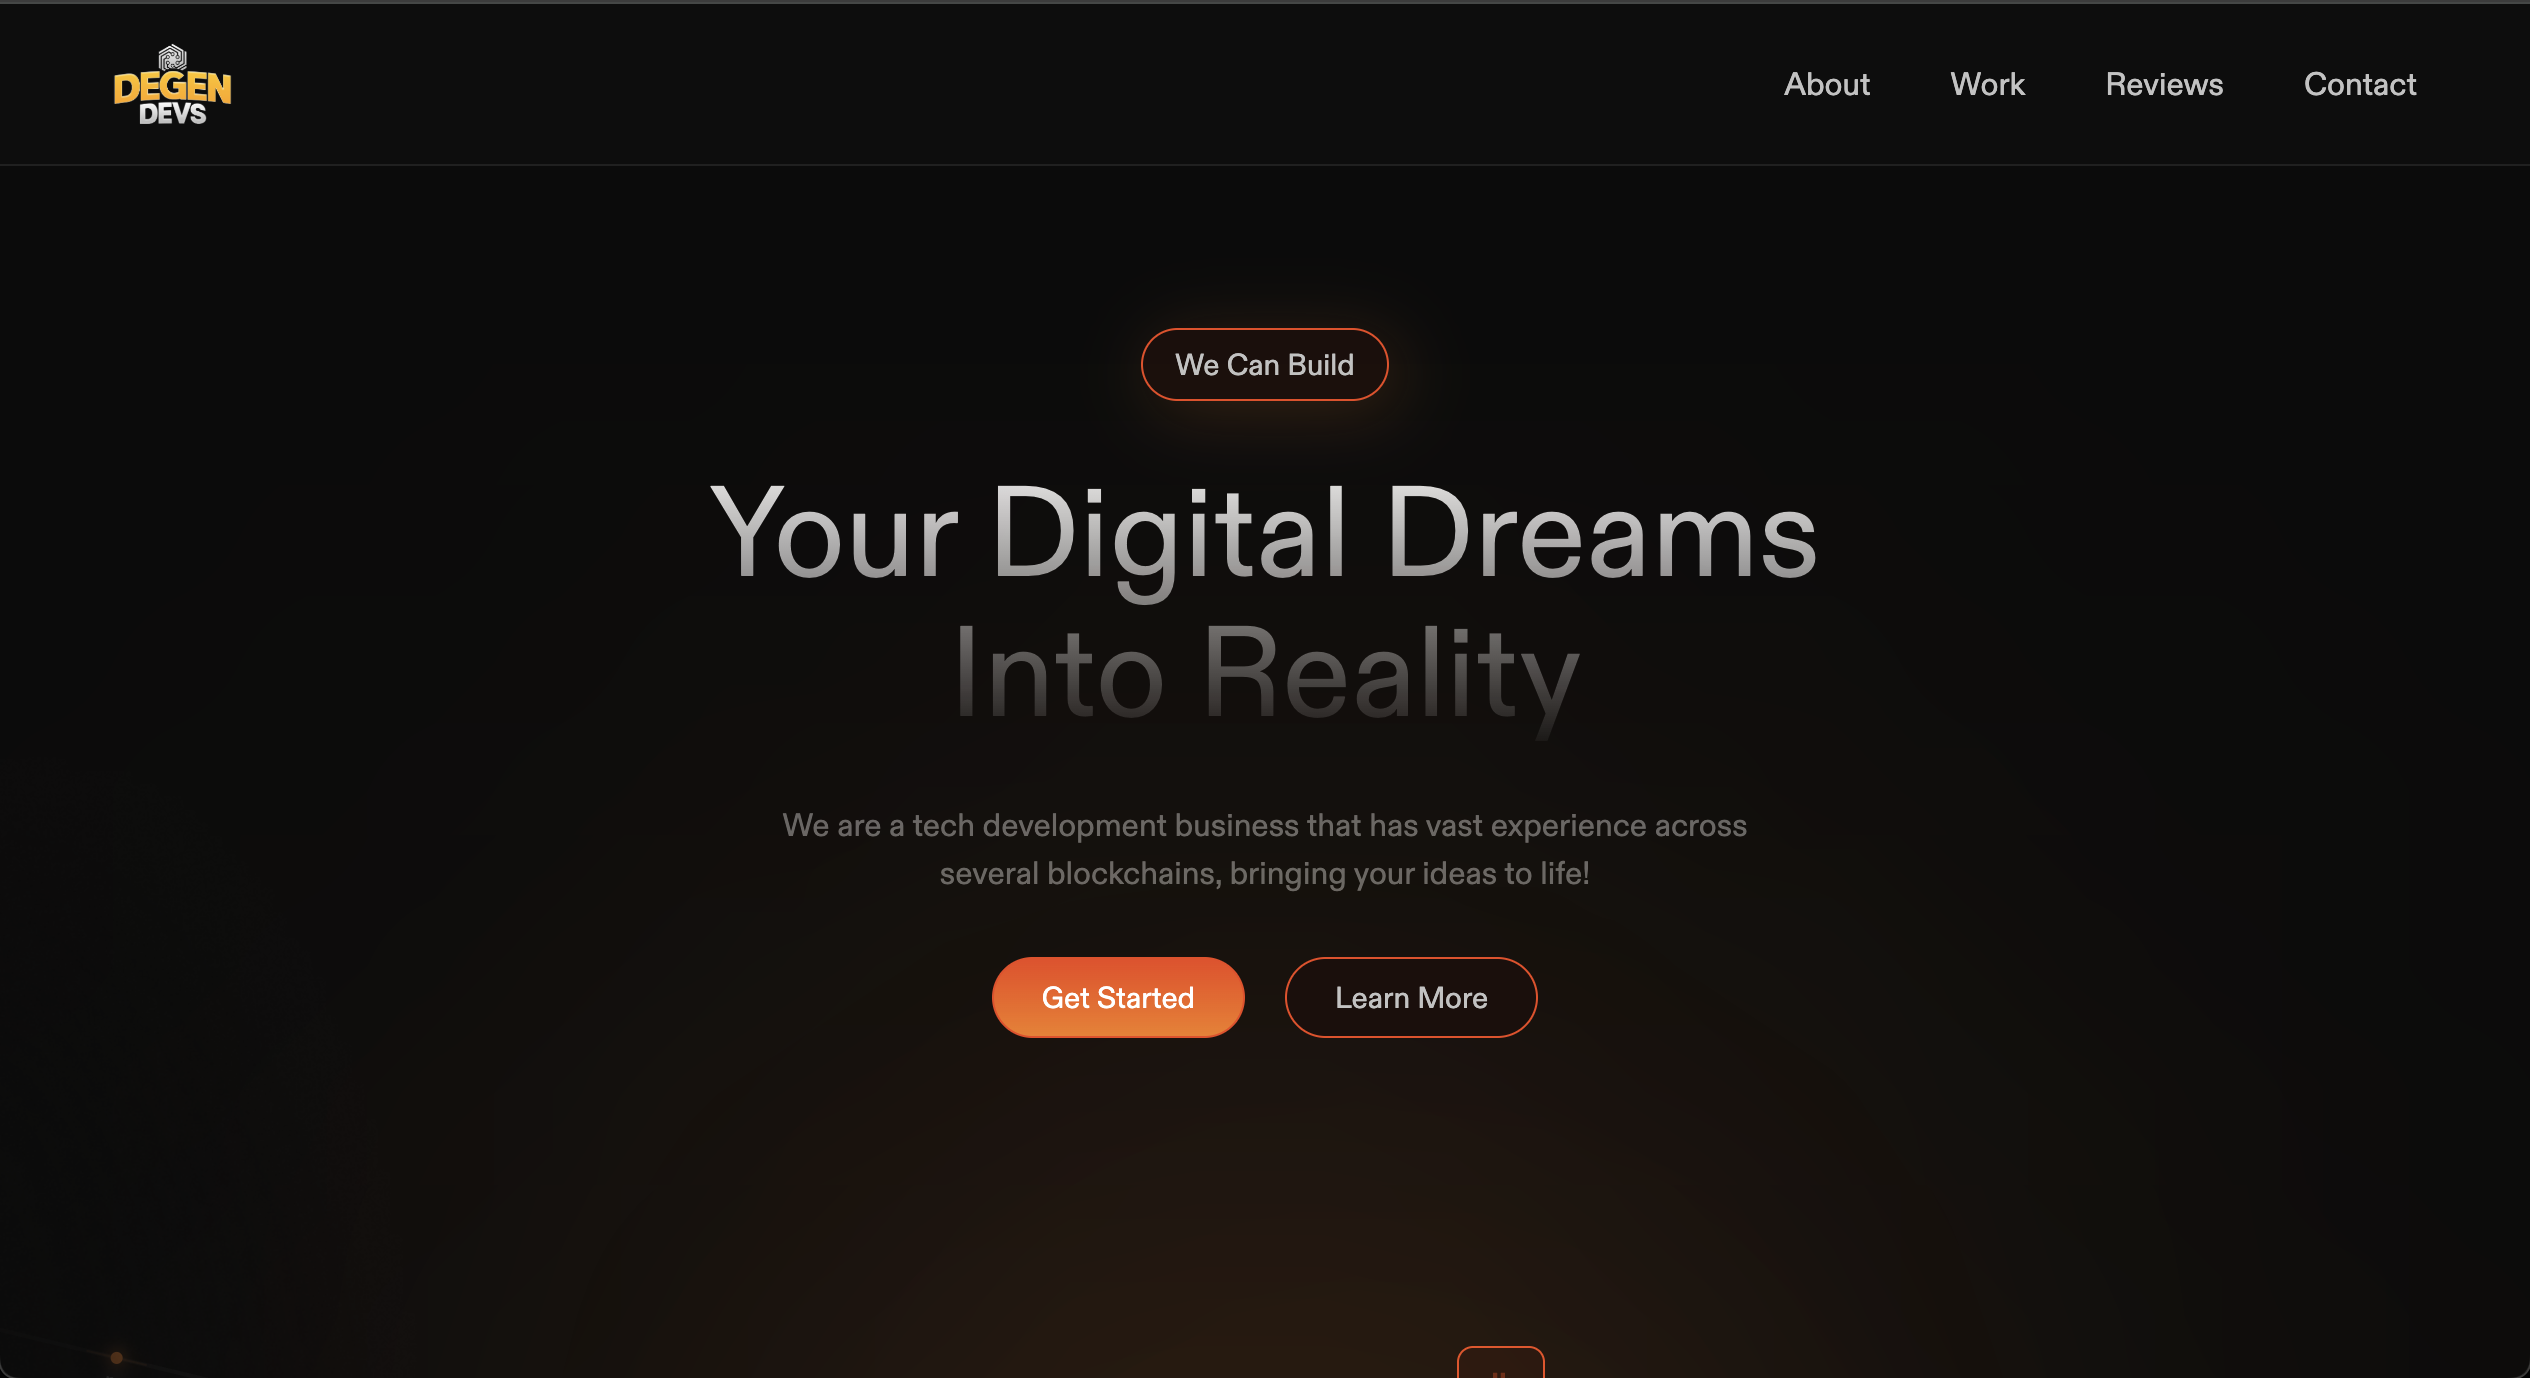 DEGEN
DEVS
About
Work
Reviews
Contact
We Can Build
Your Digital Dreams
Into Reality
We are a tech development business that has vast experience across
several blockchains, bringing your ideas to life!
Get Started
Learn More